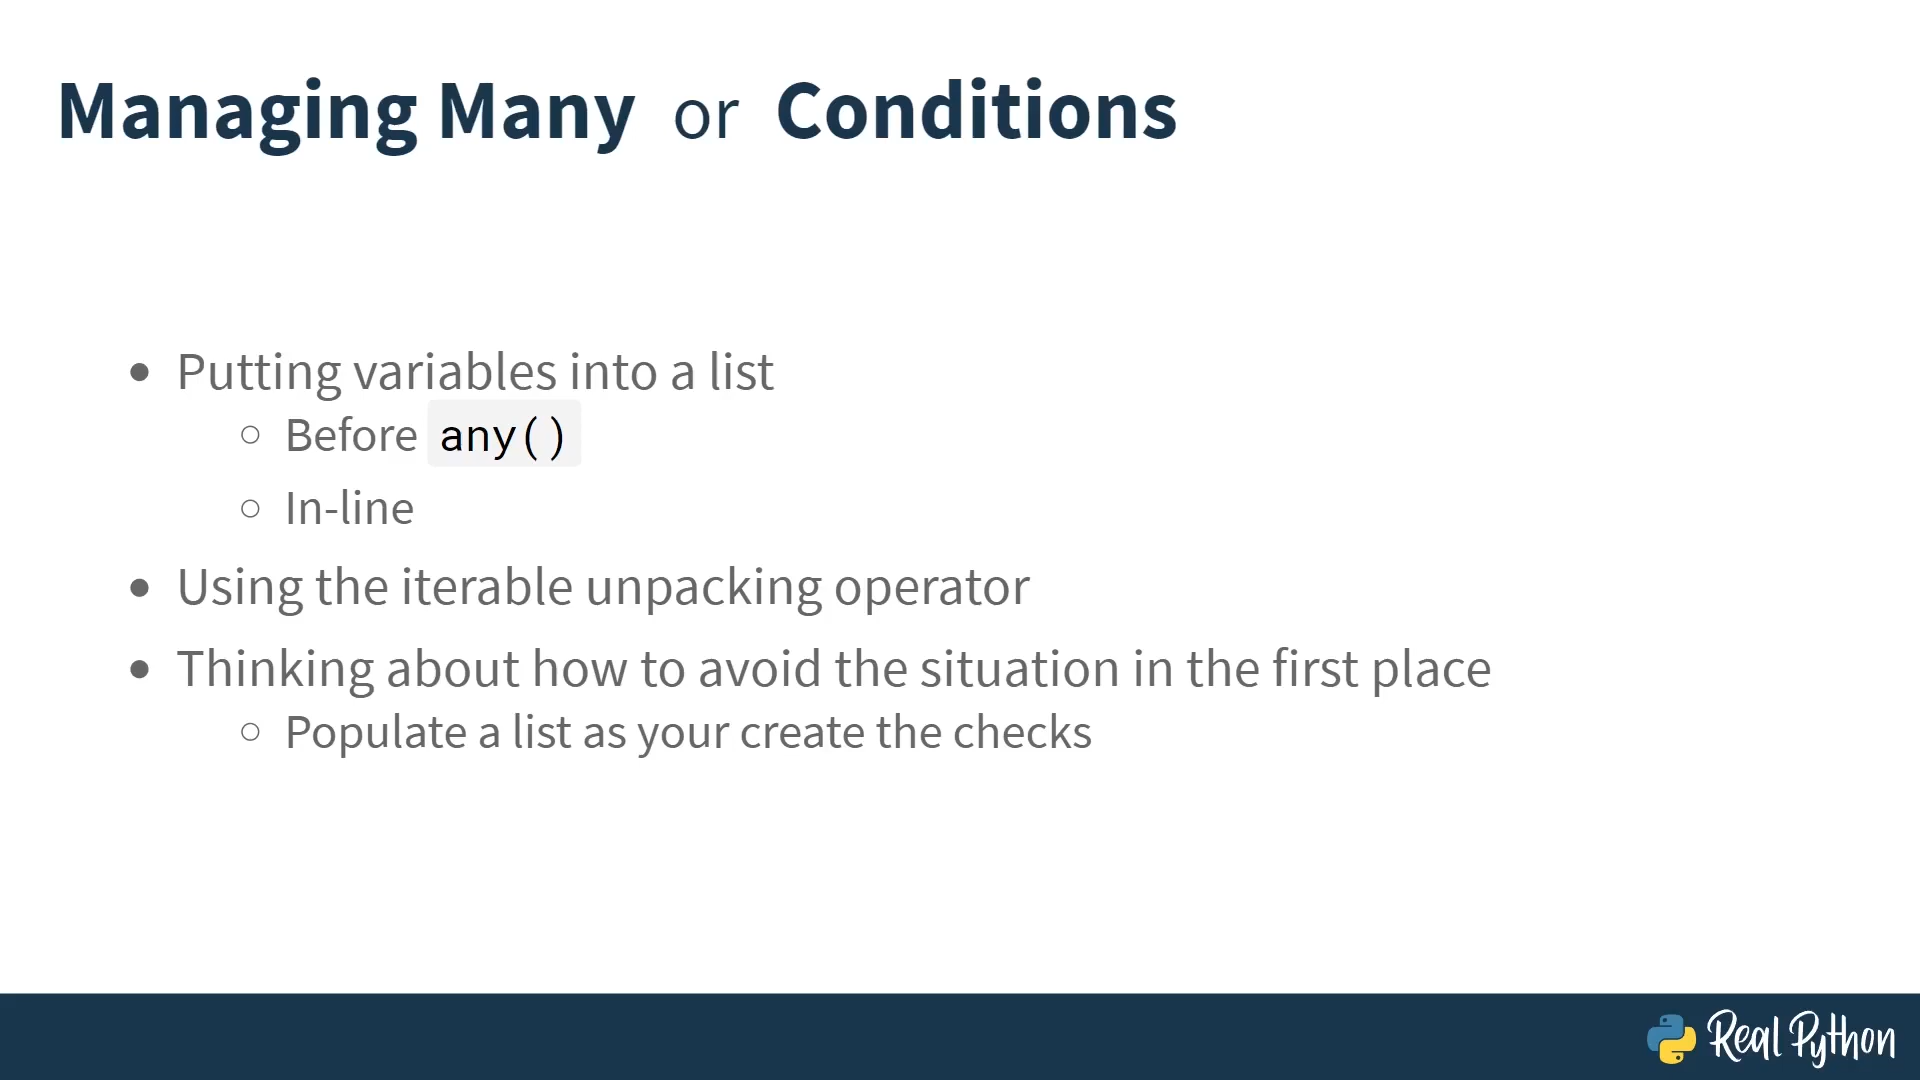 Managing Many or Conditions
• Putting variables into a list
○ Before any()
○ In-line
• Using the iterable unpacking operator
• Thinking about how to avoid the situation in the first place
○ Populate a list as your create the checks
Real Python